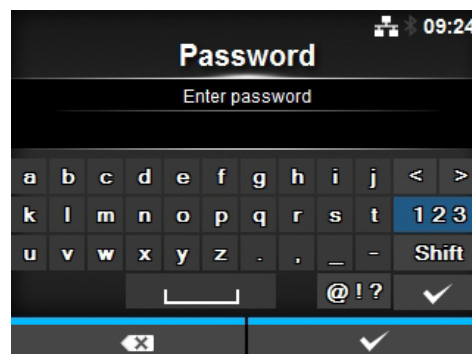 09:24
Password
Enter password
a b c d e f g h i j < >
k l m n o p q r s t 123
u v w x y z . , _ - Shift
@!?